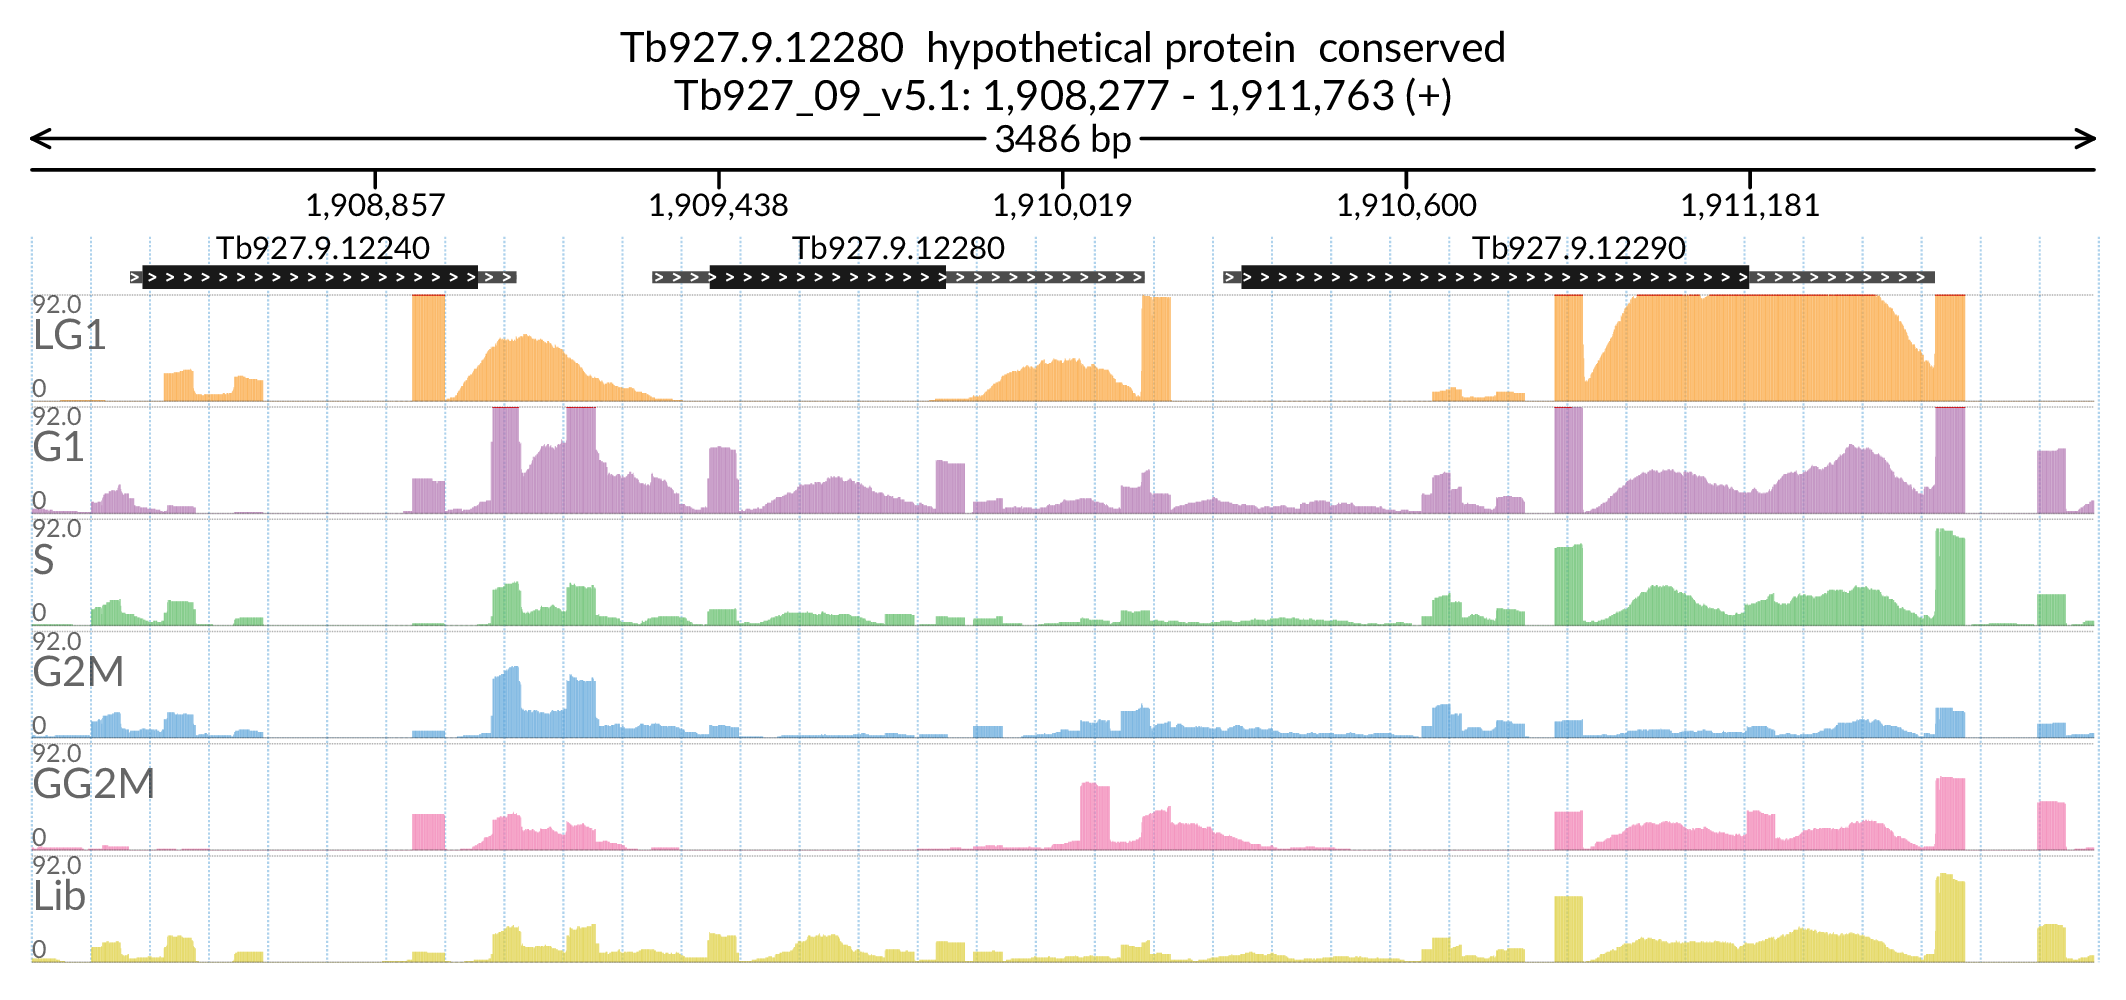 Tb927.9.12280 hypothetical protein conserved
Tb927_09_v5.1: 1,908,277 - 1,911,763 (+)
3486 bp
1,908,857 1,909,438 1,910,019 1,910,600 1,911,181
Tb927.9.12240 Tb927.9.12280 Tb927.9.12290
92.0
LG1
0
92.0
G1
0
92.0
S
0
92.0
G2M
0
92.0
GG2M
0
92.0
Lib
0